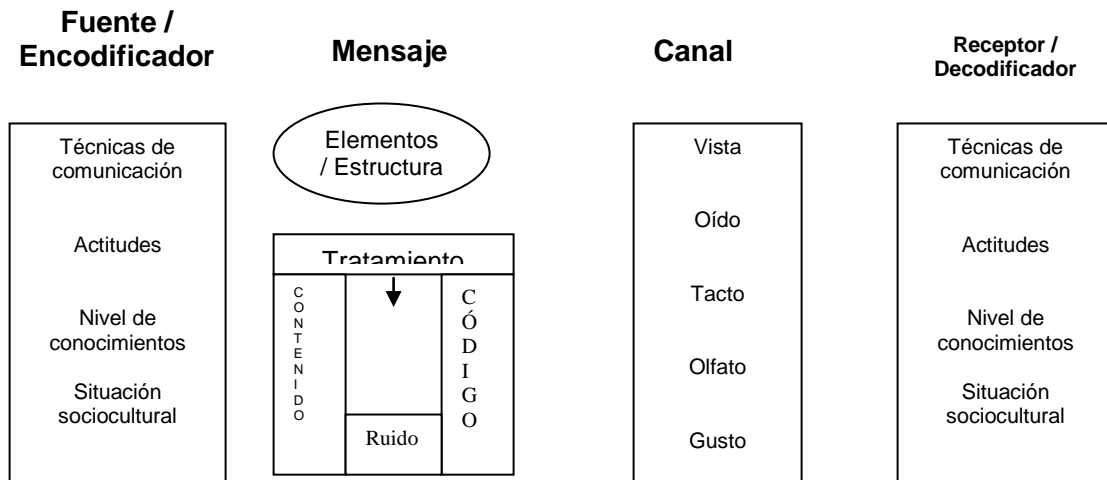 Fuente /
Encodificador
Mensaje
Canal
Receptor /
Decodificador
Técnicas de
comunicación
Actitudes
Nivel de
conocimientos
Situación
sociocultural
Elementos
/ Estructura
Tratamiento
CONTENIDO
CÓDIGO
Ruido
Vista
Oído
Tacto
Olfato
Gusto
Técnicas de
comunicación
Actitudes
Nivel de
conocimientos
Situación
sociocultural